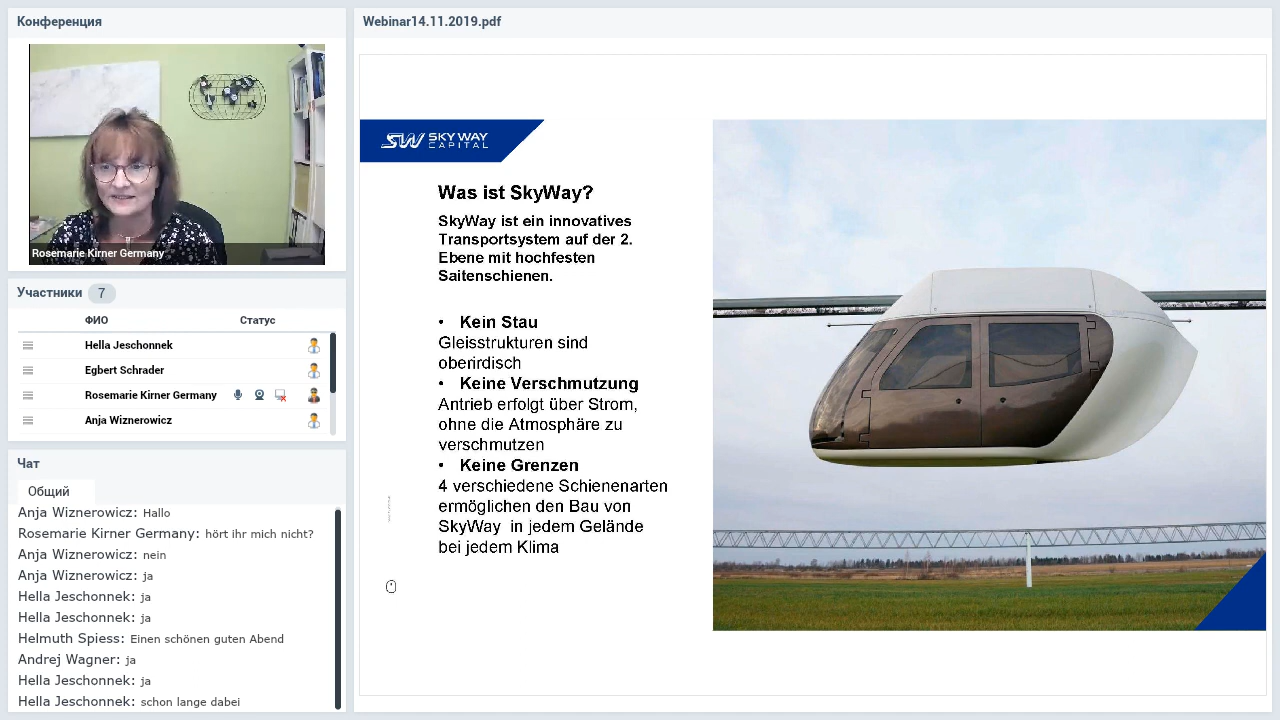 Конференция
Rosemarie Kirner Germany
Участники 7
ФИО Статус
Hella Jeschonnek
Egbert Schrader
Rosemarie Kirner Germany
Anja Wiznerowicz
Чат
Общий
Anja Wiznerowicz: Hallo
Rosemarie Kirner Germany: hört ihr mich nicht?
Anja Wiznerowicz: nein
Anja Wiznerowicz: ja
Hella Jeschonnek: ja
Hella Jeschonnek: ja
Helmuth Spiess: Einen schönen guten Abend
Andrej Wagner: ja
Hella Jeschonnek: ja
Hella Jeschonnek: schon lange dabei
Webinar14.11.2019.pdf
SW SKY WAY
CAPITAL
Was ist SkyWay?
SkyWay ist ein innovatives
Transportsystem auf der 2.
Ebene mit hochfesten
Saitenschienen.
• Kein Stau
Gleisstrukturen sind
oberirdisch
• Keine Verschmutzung
Antrieb erfolgt über Strom,
ohne die Atmosphäre zu
verschmutzen
• Keine Grenzen
4 verschiedene Schienenarten
ermöglichen den Bau von
SkyWay in jedem Gelände
bei jedem Klima